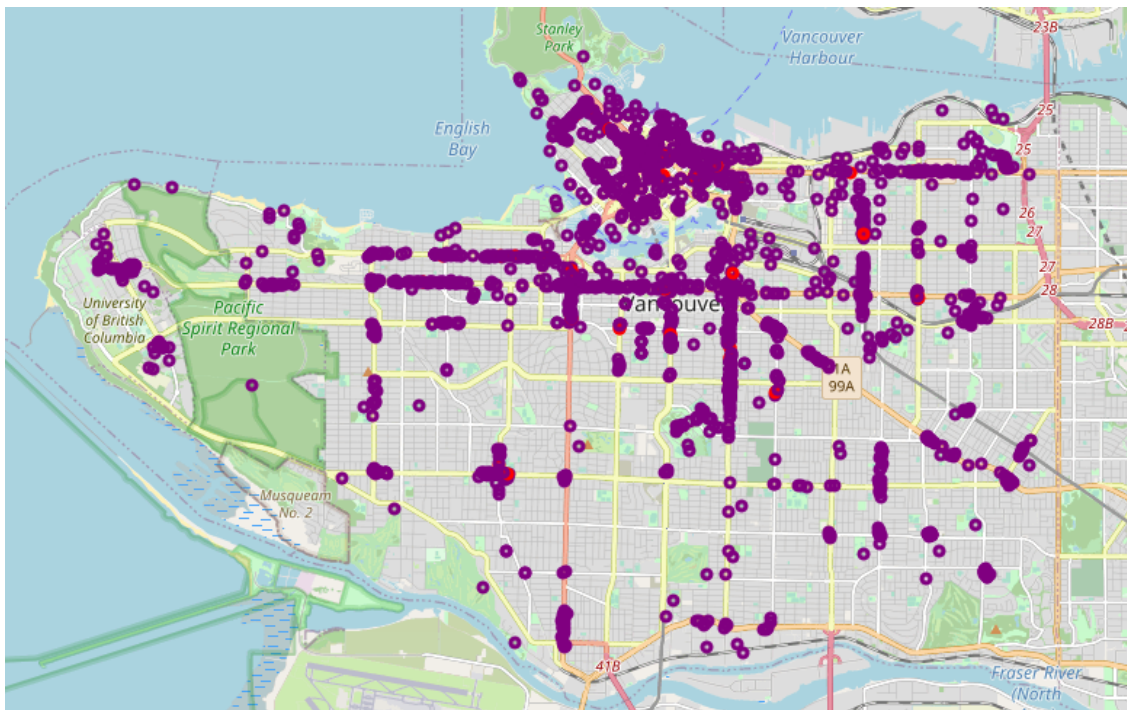 Stanley
Park
Vancouver
Harbour
23B
English
Bay
25
25
26
27
27
28
28B
University
of British
Columbia
Pacific
Spirit Regional
Park
Vancouver
1A
99A
Musqueam
No. 2
41B
Fraser River
(North